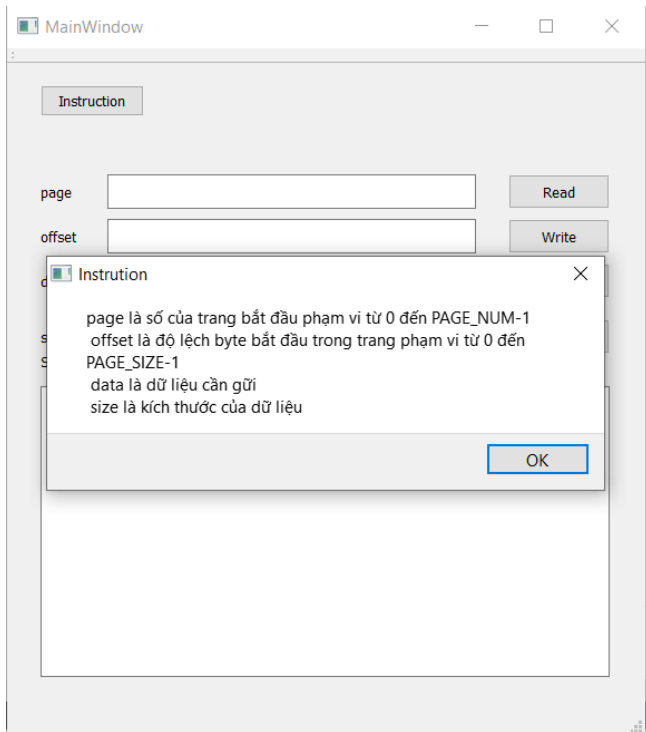 MainWindow
Instruction
page
Read
offset
Write
Instrution
page là số của trang bắt đầu phạm vi từ 0 đến PAGE_NUM-1
offset là độ lệch byte bắt đầu trong trang phạm vi từ 0 đến
PAGE_SIZE-1
data là dữ liệu cần gữi
size là kích thước của dữ liệu
OK